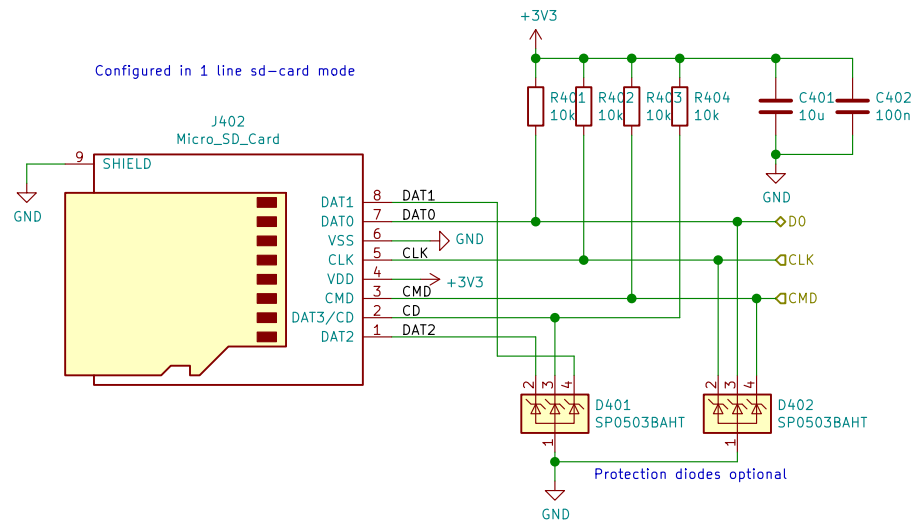 +3V3
Configured in 1 line sd-card mode
R401
10k
R402
10k
R403
10k
R404
10k
C401
10u
C402
100n
J402
Micro_SD_Card
9
SHIELD
GND
GND
DAT1
8
DAT1
DAT0
7
DAT0
D0
VSS
6
GND
CLK
5
CLK
CLK
VDD
4
+3V3
CMD
3
CMD
CMD
DAT3/CD
2
CD
DAT2
1
DAT2
2
3
4
D401
SP0503BAHT
1
2
3
4
D402
SP0503BAHT
1
Protection diodes optional
GND